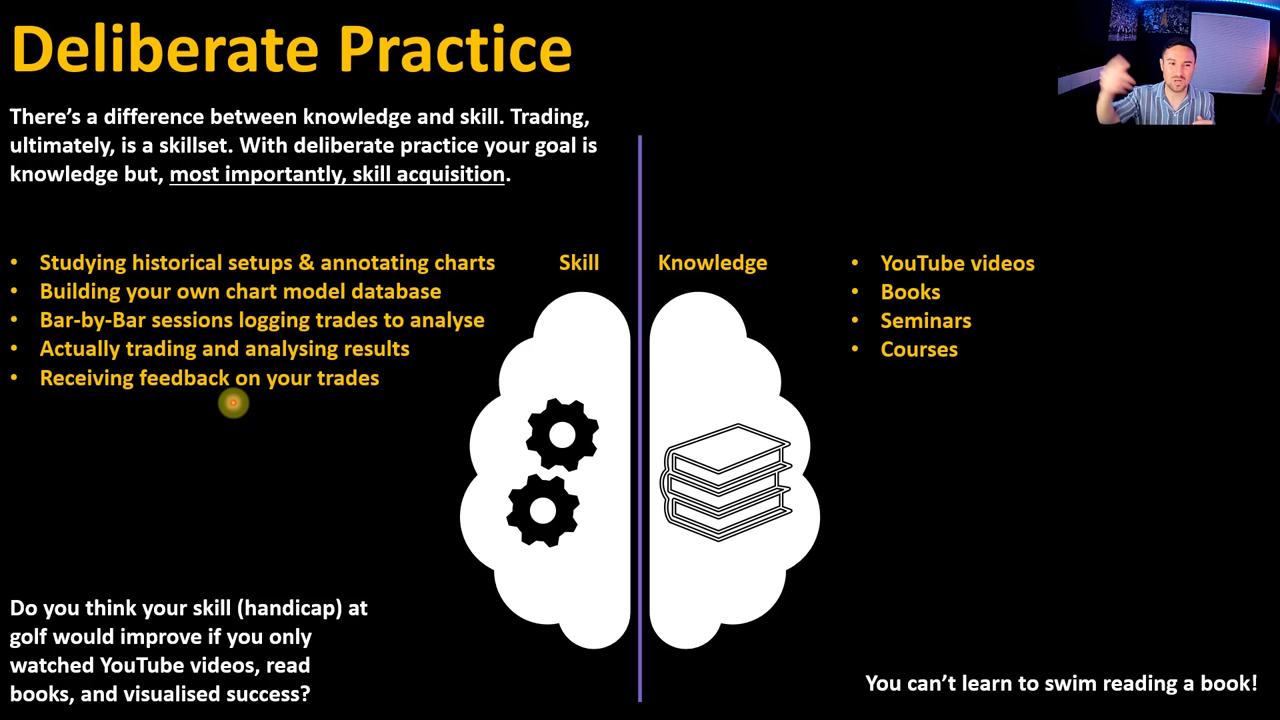 Deliberate Practice
There’s a difference between knowledge and skill. Trading,
ultimately, is a skillset. With deliberate practice your goal is
knowledge but, most importantly, skill acquisition.
• Studying historical setups & annotating charts
• Building your own chart model database
• Bar-by-Bar sessions logging trades to analyse
• Actually trading and analysing results
• Receiving feedback on your trades
Skill
Knowledge
• YouTube videos
• Books
• Seminars
• Courses
Do you think your skill (handicap) at
golf would improve if you only
watched YouTube videos, read
books, and visualised success?
You can’t learn to swim reading a book!